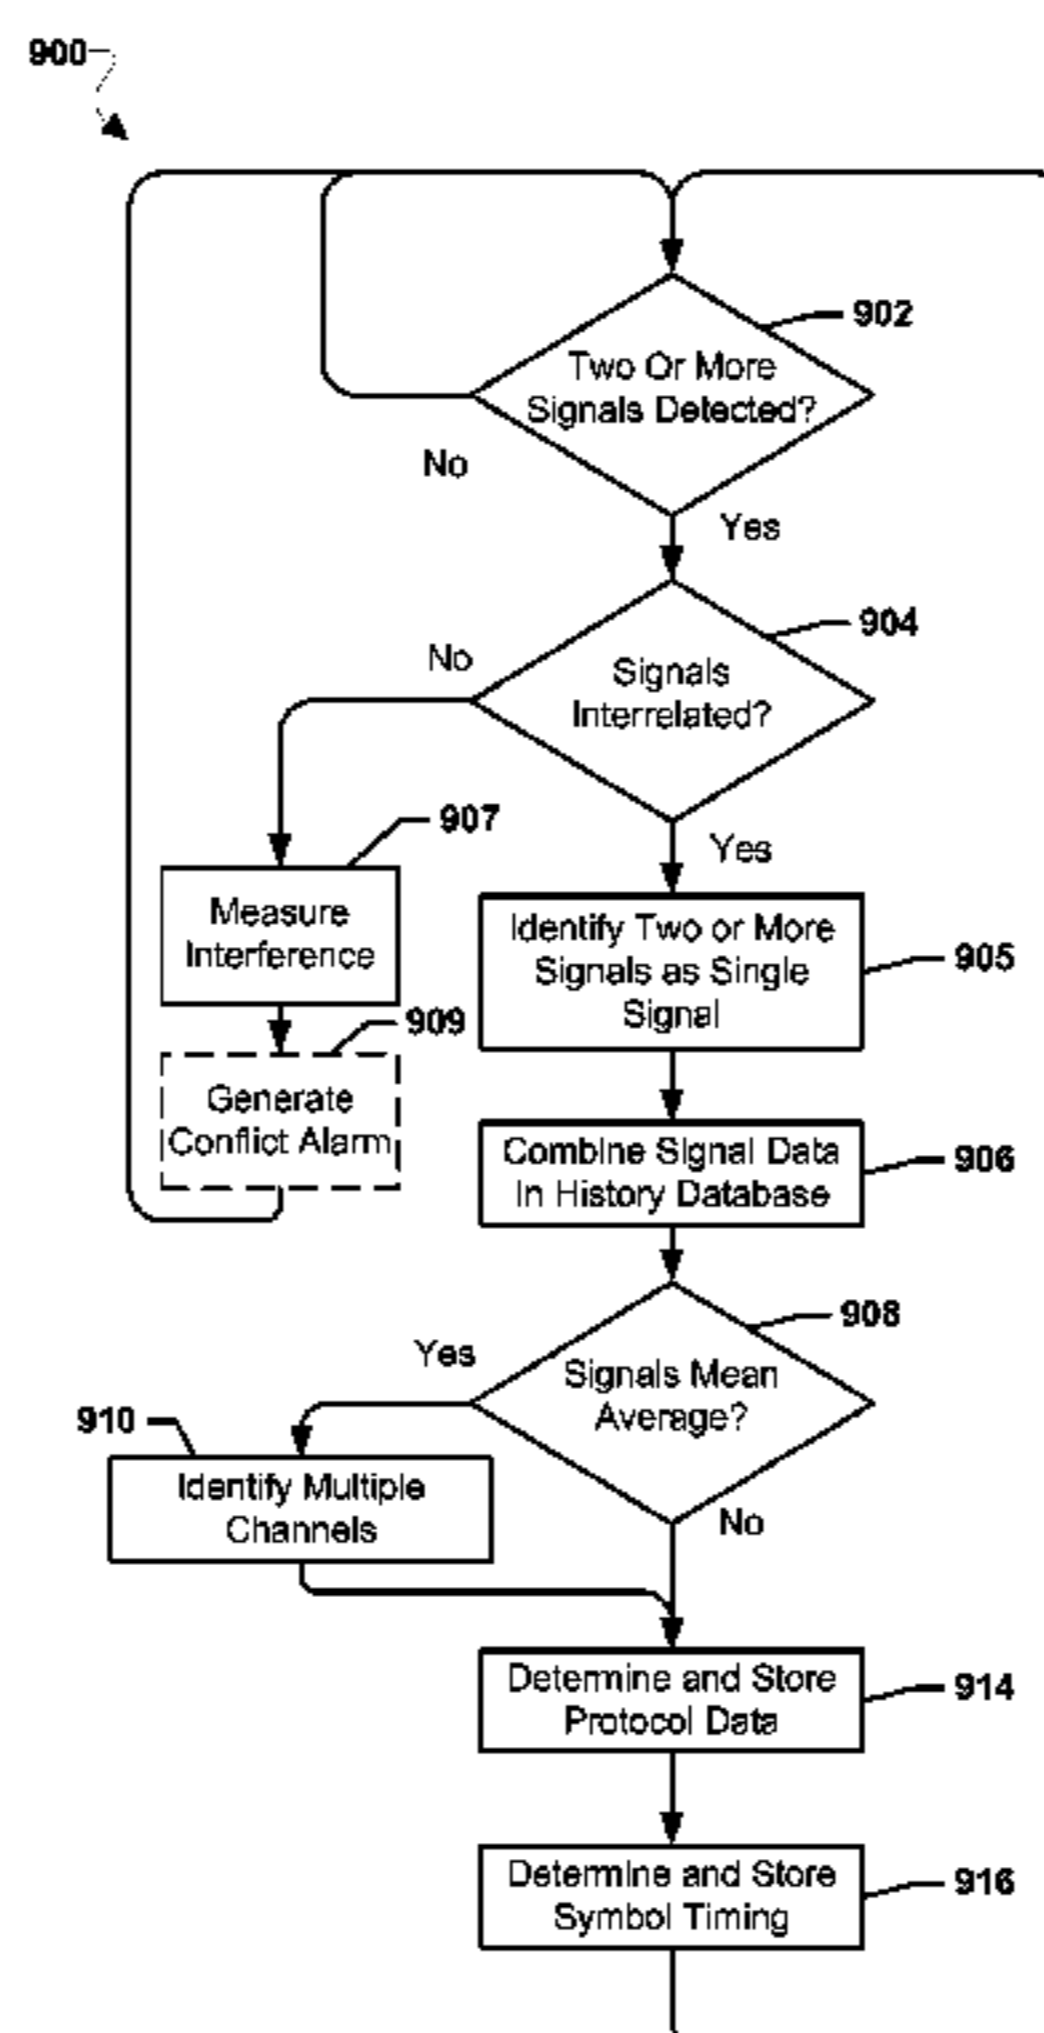 900
902
Two Or More
Signals Detected?
No
Yes
904
No
Signals
Interrelated?
907
Yes
Measure
Interference
Identify Two or More
Signals as Single
Signal
905
909
Generate
Conflict Alarm
Combine Signal Data
In History Database
906
908
Yes
Signals Mean
Average?
910
Identify Multiple
Channels
No
Determine and Store
Protocol Data
914
Determine and Store
Symbol Timing
916